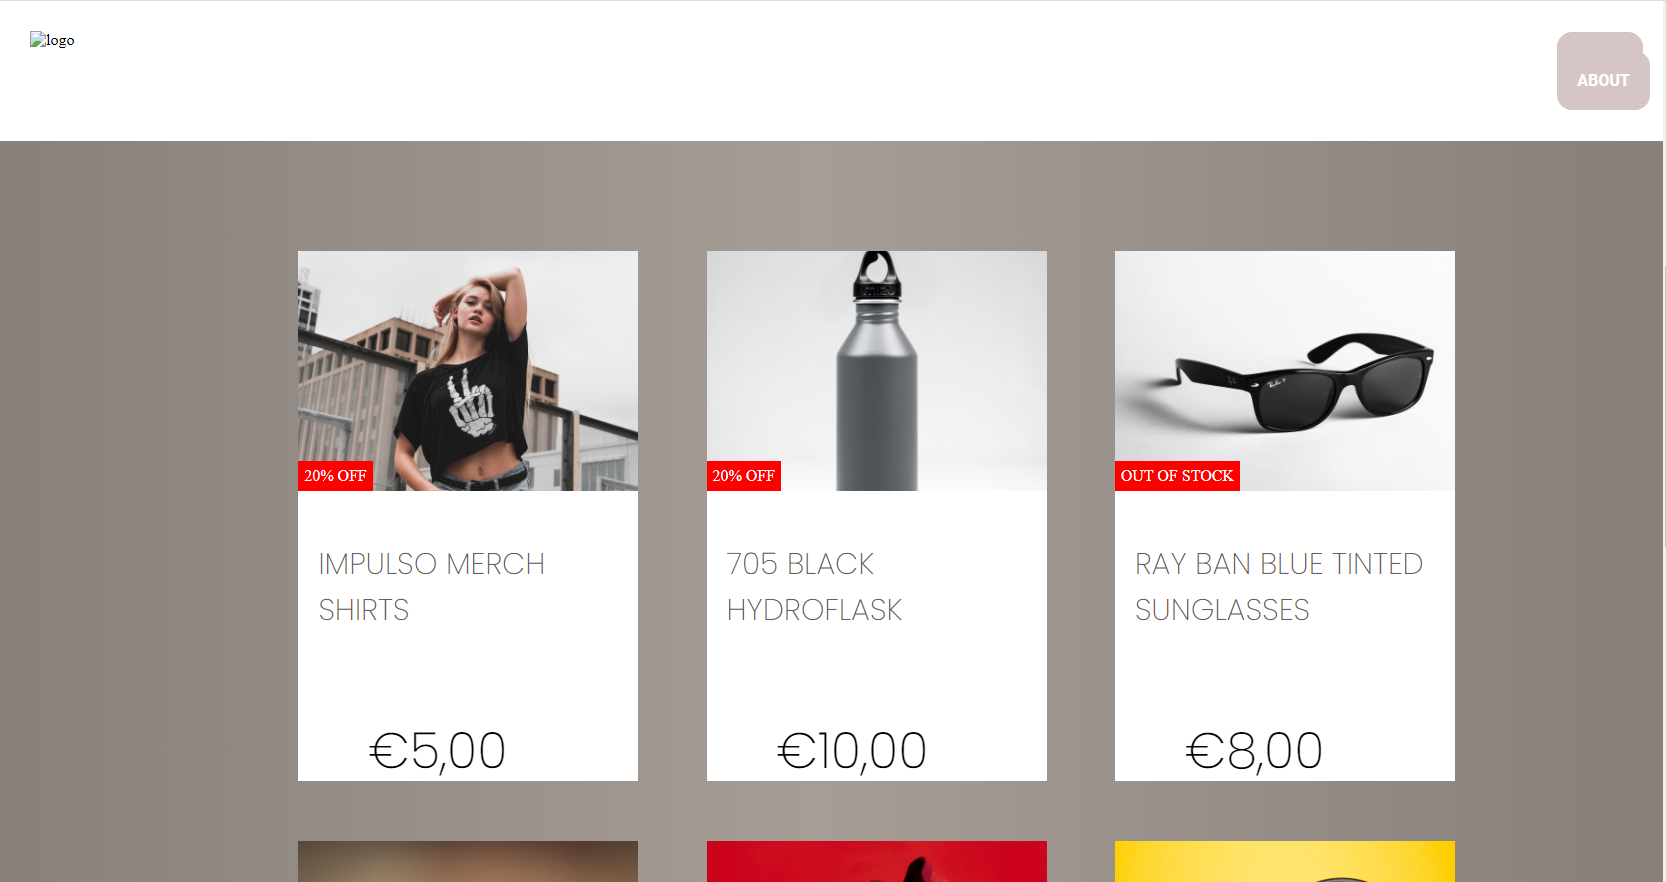 logo
ABOUT
20% OFF
20% OFF
OUT OF STOCK
IMPULSO MERCH
SHIRTS
705 BLACK
HYDROFLASK
RAY BAN BLUE TINTED
SUNGLASSES
€5,00
€10,00
€8,00